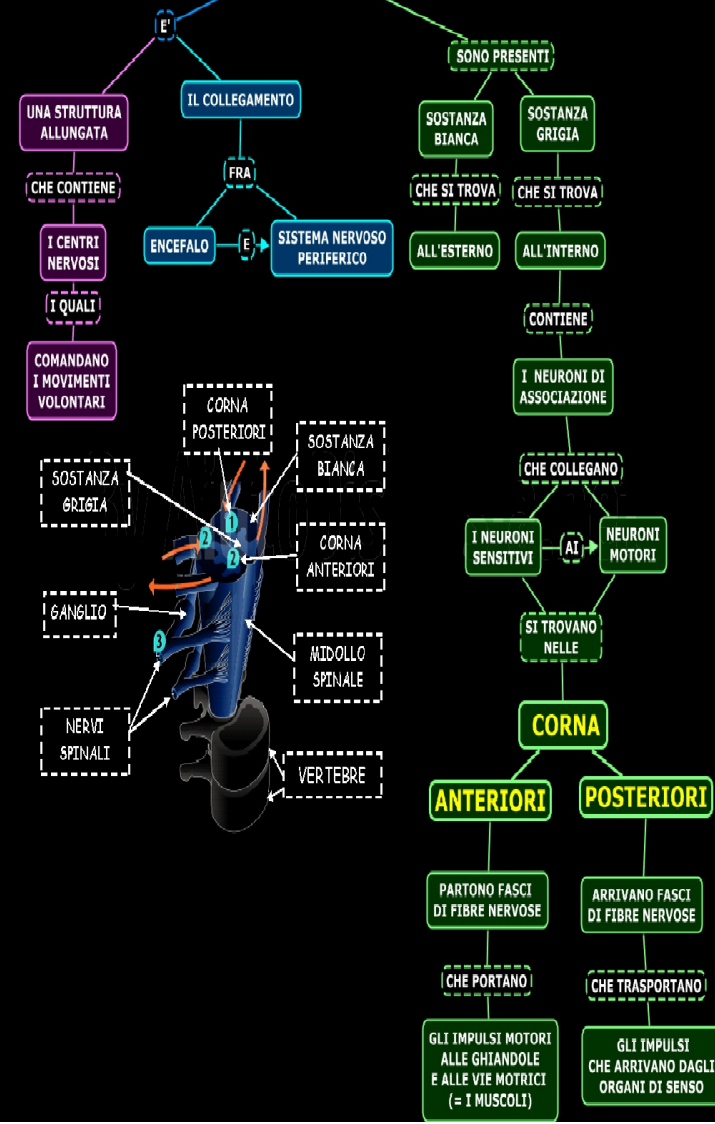 E'
UNA STRUTTURA
ALLUNGATA
CHE CONTIENE
I CENTRI
NERVOSI
I QUALI
COMANDANO
I MOVIMENTI
VOLONTARI
IL COLLEGAMENTO
FRA
ENCEFALO
E
SISTEMA NERVOSO
PERIFERICO
SONO PRESENTI
SOSTANZA
BIANCA
CHE SI TROVA
ALL'ESTERNO
SOSTANZA
GRIGIA
CHE SI TROVA
ALL'INTERNO
CONTIENE
I NEURONI DI
ASSOCIAZIONE
CHE COLLEGANO
I NEURONI
SENSITIVI
AI
NEURONI
MOTORI
SI TROVANO
NELLE
CORNA
ANTERIORI
PARTONO FASCI
DI FIBRE NERVOSE
CHE PORTANO
GLI IMPULSI MOTORI
ALLE GHIANDOLE
E ALLE VIE MOTRICI
(= I MUSCOLI)
POSTERIORI
ARRIVANO FASCI
DI FIBRE NERVOSE
CHE TRASPORTANO
GLI IMPULSI
CHE ARRIVANO DAGLI
ORGANI DI SENSO
CORNA
POSTERIORI
SOSTANZA
BIANCA
SOSTANZA
GRIGIA
1
2
2
CORNA
ANTERIORI
GANGLIO
3
MIDOLLO
SPINALE
NERVI
SPINALI
VERTEBRE